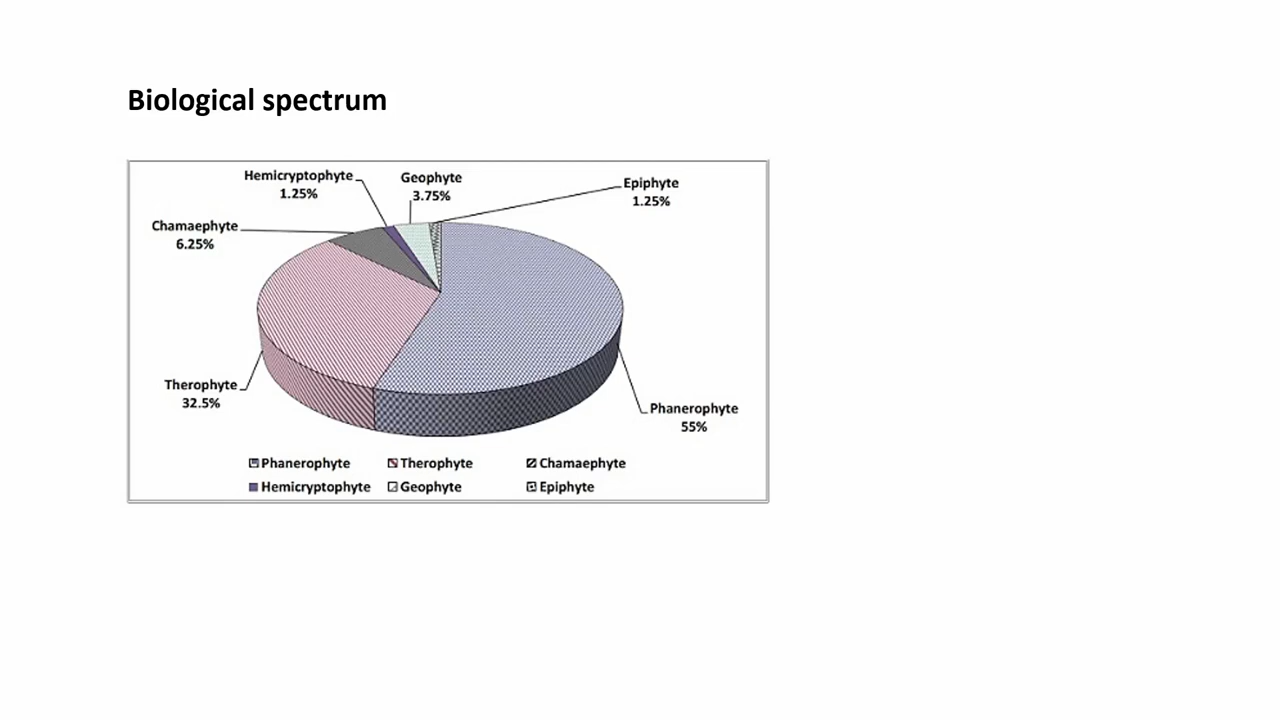 Biological spectrum
Hemicryptophyte
1.25%
Geophyte
3.75%
Epiphyte
1.25%
Chamaephyte
6.25%
Therophyte
32.5%
Phanerophyte
55%
Phanerophyte Therophyte Chamaephyte
Hemicryptophyte Geophyte Epiphyte